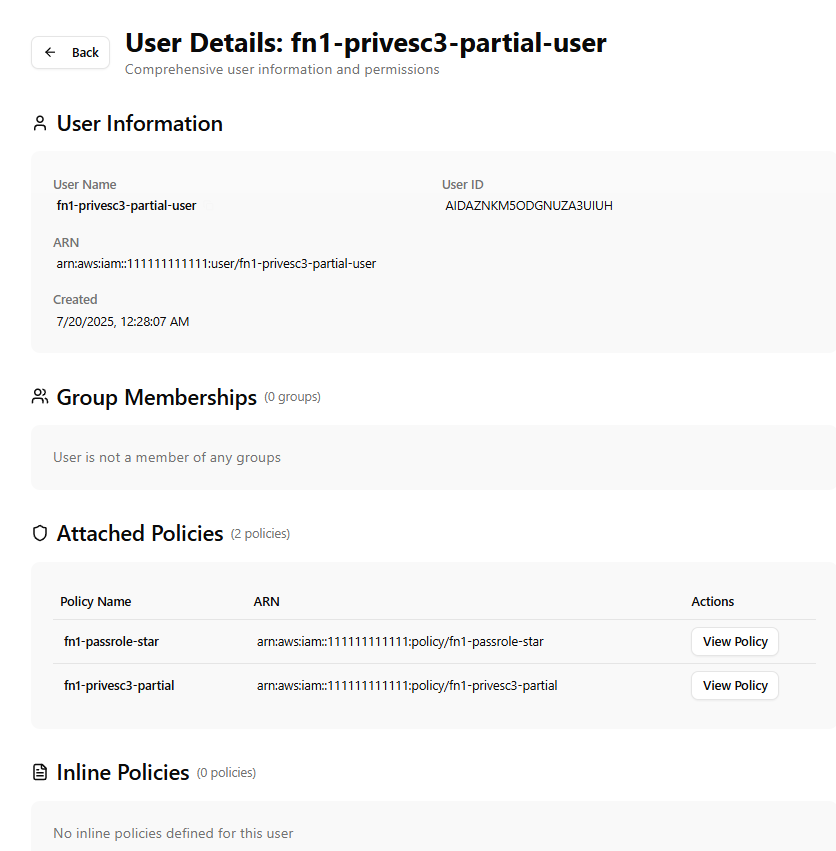 Back
User Details: fn1-privesc3-partial-user
Comprehensive user information and permissions
User Information
User Name User ID
fn1-privesc3-partial-user AIDAZNKM5ODGNUZA3UIUH
ARN
arn:aws:iam::111111111111:user/fn1-privesc3-partial-user
Created
7/20/2025, 12:28:07 AM
Group Memberships (0 groups)
User is not a member of any groups
Attached Policies (2 policies)
Policy Name ARN Actions
fn1-passrole-star arn:aws:iam::111111111111:policy/fn1-passrole-star View Policy
fn1-privesc3-partial arn:aws:iam::111111111111:policy/fn1-privesc3-partial View Policy
Inline Policies (0 policies)
No inline policies defined for this user